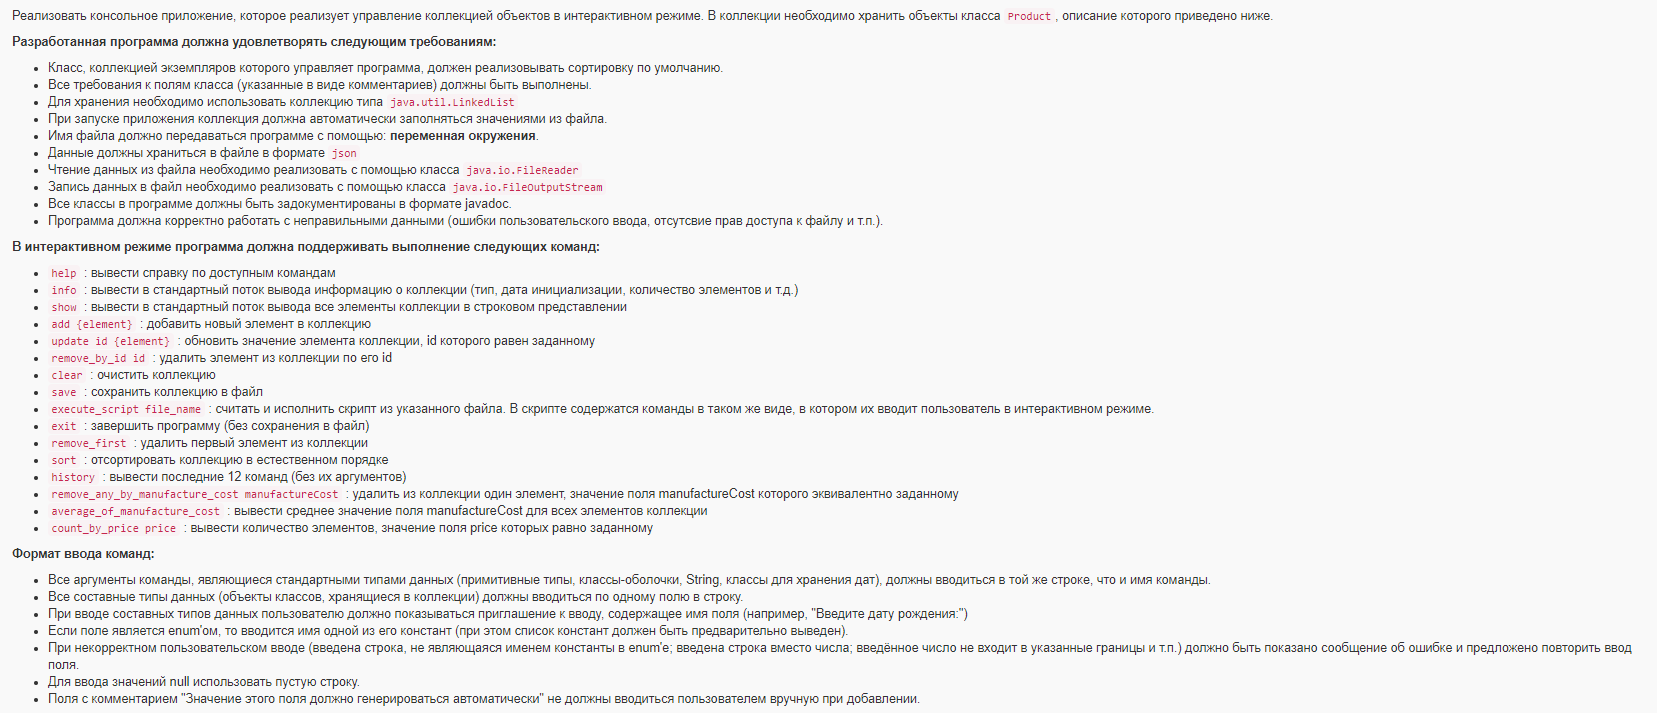 Реализовать консольное приложение, которое реализует управление коллекцией объектов в интерактивном режиме. В коллекции необходимо хранить объекты класса Product, описание которого приведено ниже.
Разработанная программа должна удовлетворять следующим требованиям:
• Класс, коллекцией экземпляров которого управляет программа, должен реализовывать сортировку по умолчанию.
• Все требования к полям класса (указанные в виде комментариев) должны быть выполнены.
• Для хранения необходимо использовать коллекцию типа java.util.LinkedList
• При запуске приложения коллекция должна автоматически заполняться значениями из файла.
• Имя файла должно передаваться программе с помощью: переменная окружения.
• Данные должны храниться в файле в формате json
• Чтение данных из файла необходимо реализовать с помощью класса java.io.FileReader
• Запись данных в файл необходимо реализовать с помощью класса java.io.FileOutputStream
• Все классы в программе должны быть задокументированы в формате javadoc.
• Программа должна корректно работать с неправильными данными (ошибки пользовательского ввода, отсутсвие прав доступа к файлу и т.п.).
В интерактивном режиме программа должна поддерживать выполнение следующих команд:
• help : вывести справку по доступным командам
• info : вывести в стандартный поток вывода информацию о коллекции (тип, дата инициализации, количество элементов и т.д.)
• show : вывести в стандартный поток вывода все элементы коллекции в строковом представлении
• add {element} : добавить новый элемент в коллекцию
• update id {element} : обновить значение элемента коллекции, id которого равен заданному
• remove_by_id id : удалить элемент из коллекции по его id
• clear : очистить коллекцию
• save : сохранить коллекцию в файл
• execute_script file_name : считать и исполнить скрипт из указанного файла. В скрипте содержатся команды в таком же виде, в котором их вводит пользователь в интерактивном режиме.
• exit : завершить программу (без сохранения в файл)
• remove_first : удалить первый элемент из коллекции
• sort : отсортировать коллекцию в естественном порядке
• history : вывести последние 12 команд (без их аргументов)
• remove_any_by_manufacture_cost manufactureCost : удалить из коллекции один элемент, значение поля manufactureCost которого эквивалентно заданному
• average_of_manufacture_cost : вывести среднее значение поля manufactureCost для всех элементов коллекции
• count_by_price price : вывести количество элементов, значение поля price которых равно заданному
Формат ввода команд:
• Все аргументы команды, являющиеся стандартными типами данных (примитивные типы, классы-оболочки, String, классы для хранения дат), должны вводиться в той же строке, что и имя команды.
• Все составные типы данных (объекты классов, хранящиеся в коллекции) должны вводиться по одному полю в строку.
• При вводе составных типов данных пользователю должно показываться приглашение к вводу, содержащее имя поля (например, "Введите дату рождения:")
• Если поле является enum'ом, то вводится имя одной из его констант (при этом список констант должен быть предварительно выведен).
• При некорректном пользовательском вводе (введена строка, не являющаяся именем константы в enum'е; введена строка вместо числа; введённое число не входит в указанные границы и т.п.) должно быть показано сообщение об ошибке и предложено повторить ввод
поля.
• Для ввода значений null использовать пустую строку.
• Поля с комментарием "Значение этого поля должно генерироваться автоматически" не должны вводиться пользователем вручную при добавлении.